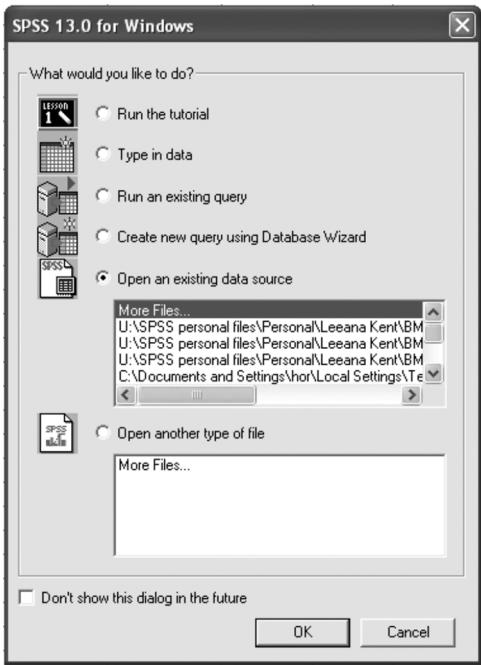 SPSS 13.0 for Windows
What would you like to do?
LESSON
1
Run the tutorial
Type in data
Run an existing query
Create new query using Database Wizard
SPSS
Open an existing data source
More Files...
U:\SPSS personal files\Personal\Leeana Kent\BM
U:\SPSS personal files\Personal\Leeana Kent\BM
U:\SPSS personal files\Personal\Leeana Kent\BM
C:\Documents and Settings\hor\Local Settings\Te
SPSS
Open another type of file
More Files...
Don't show this dialog in the future
OK Cancel